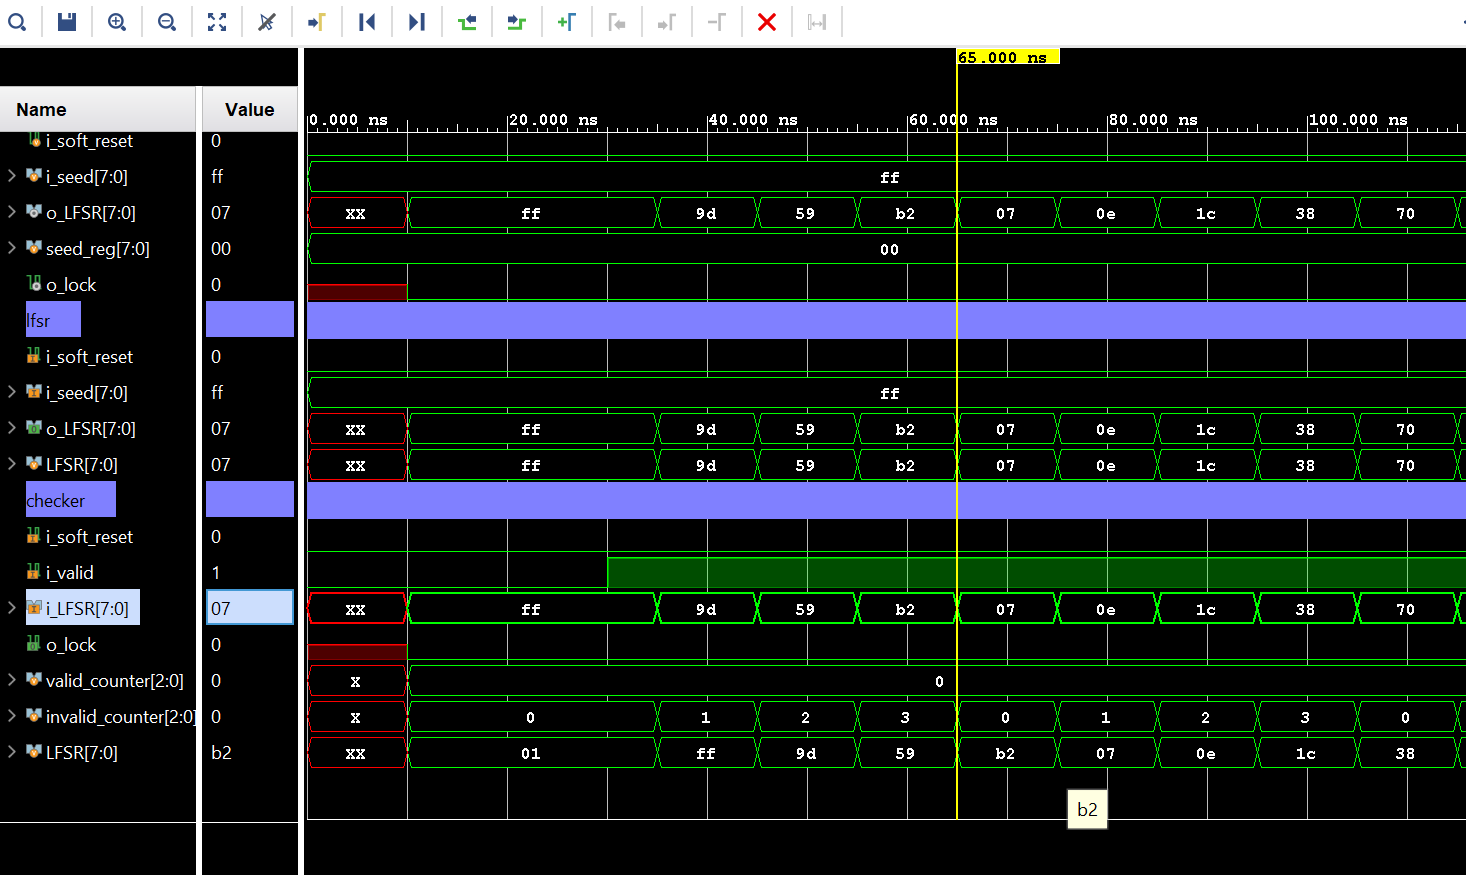 65.000 ns
Name Value
0.000 ns 20.000 ns 40.000 ns 60.000 ns 80.000 ns 100.000 ns
i_soft_reset 0
i_seed[7:0] ff ff
o_LFSR[7:0] 07 XX ff 9d 59 b2 07 0e 1c 38 70
seed_reg[7:0] 00 00
o_lock 0
lfsr
i_soft_reset 0
i_seed[7:0] ff ff
o_LFSR[7:0] 07 XX ff 9d 59 b2 07 0e 1c 38 70
LFSR[7:0] 07 XX ff 9d 59 b2 07 0e 1c 38 70
checker
i_soft_reset 0
i_valid 1
i_LFSR[7:0] 07 XX ff 9d 59 b2 07 0e 1c 38 70
o_lock 0
valid_counter[2:0] 0 X 0
invalid_counter[2:0] 0 X 0 1 2 3 0 1 2 3 0
LFSR[7:0] b2 XX 01 ff 9d 59 b2 07 0e 1c 38
b2